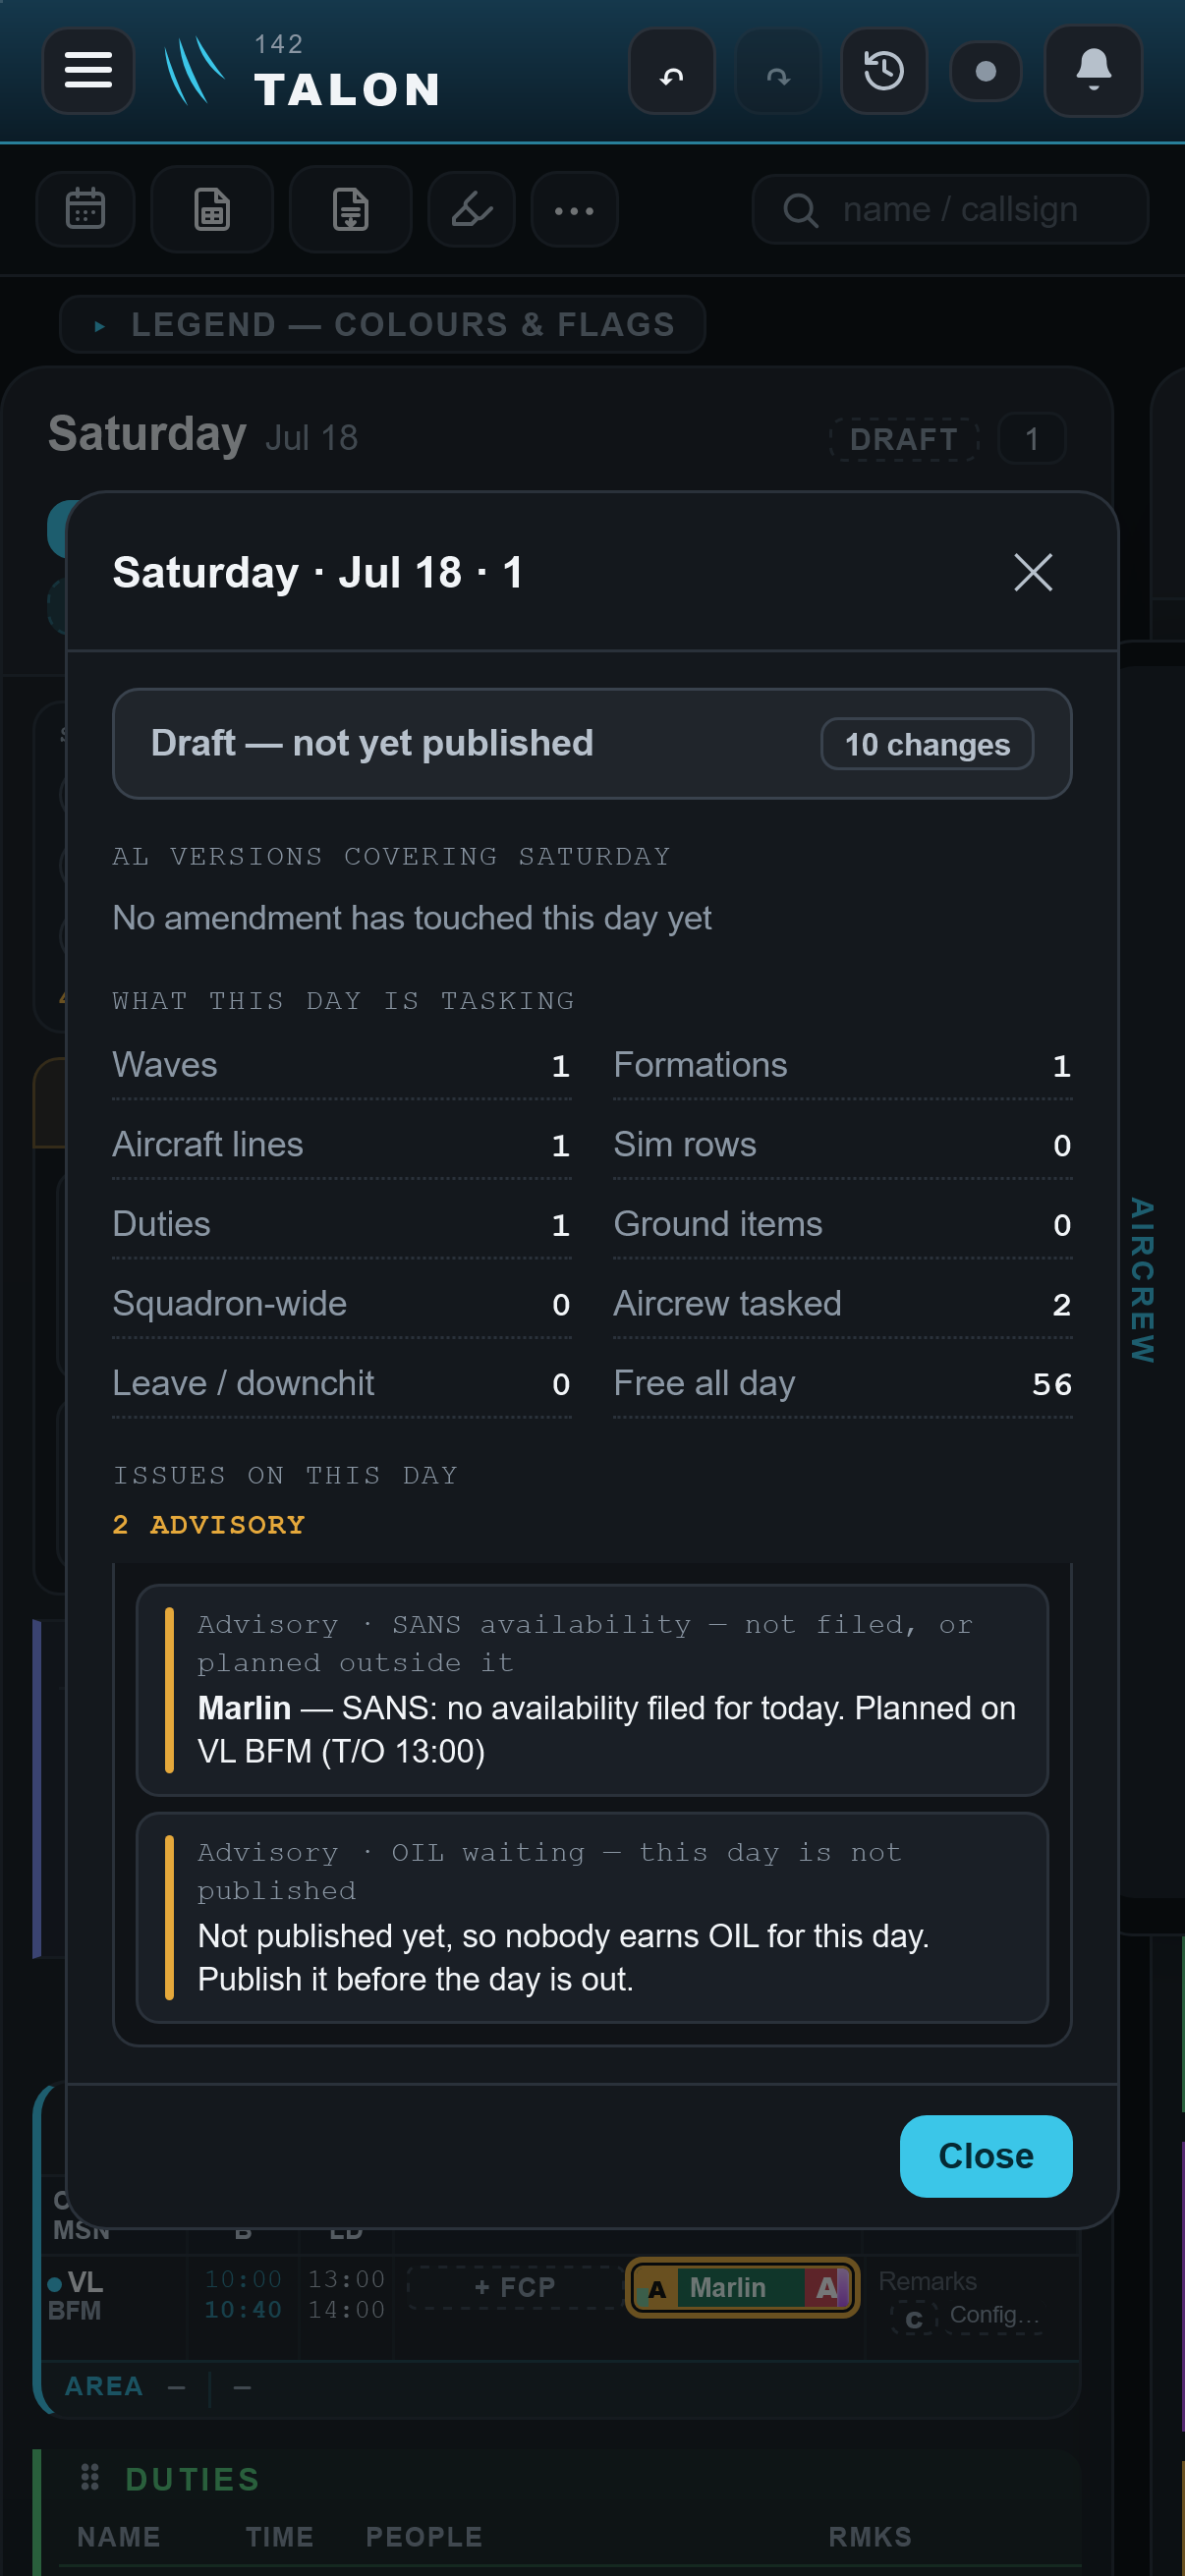 142
TALON
name / callsign
LEGEND — COLOURS & FLAGS
Saturday Jul 18
DRAFT 1
Saturday · Jul 18 · 1
Draft — not yet published
10 changes
AL VERSIONS COVERING SATURDAY
No amendment has touched this day yet
WHAT THIS DAY IS TASKING
Waves 1
Formations 1
Aircraft lines 1
Sim rows 0
Duties 1
Ground items 0
Squadron-wide 0
Aircrew tasked 2
Leave / downchit 0
Free all day 56
AIRCREW
ISSUES ON THIS DAY
2 ADVISORY
Advisory · SANS availability — not filed, or
planned outside it
Marlin — SANS: no availability filed for today. Planned on
VL BFM (T/O 13:00)
Advisory · OIL waiting — this day is not
published
Not published yet, so nobody earns OIL for this day.
Publish it before the day is out.
Close
MSN B LD
VL 10:00 13:00 + FCP A Marlin A Remarks
BFM 10:40 14:00 C Config…
AREA — —
DUTIES
NAME TIME PEOPLE RMKS